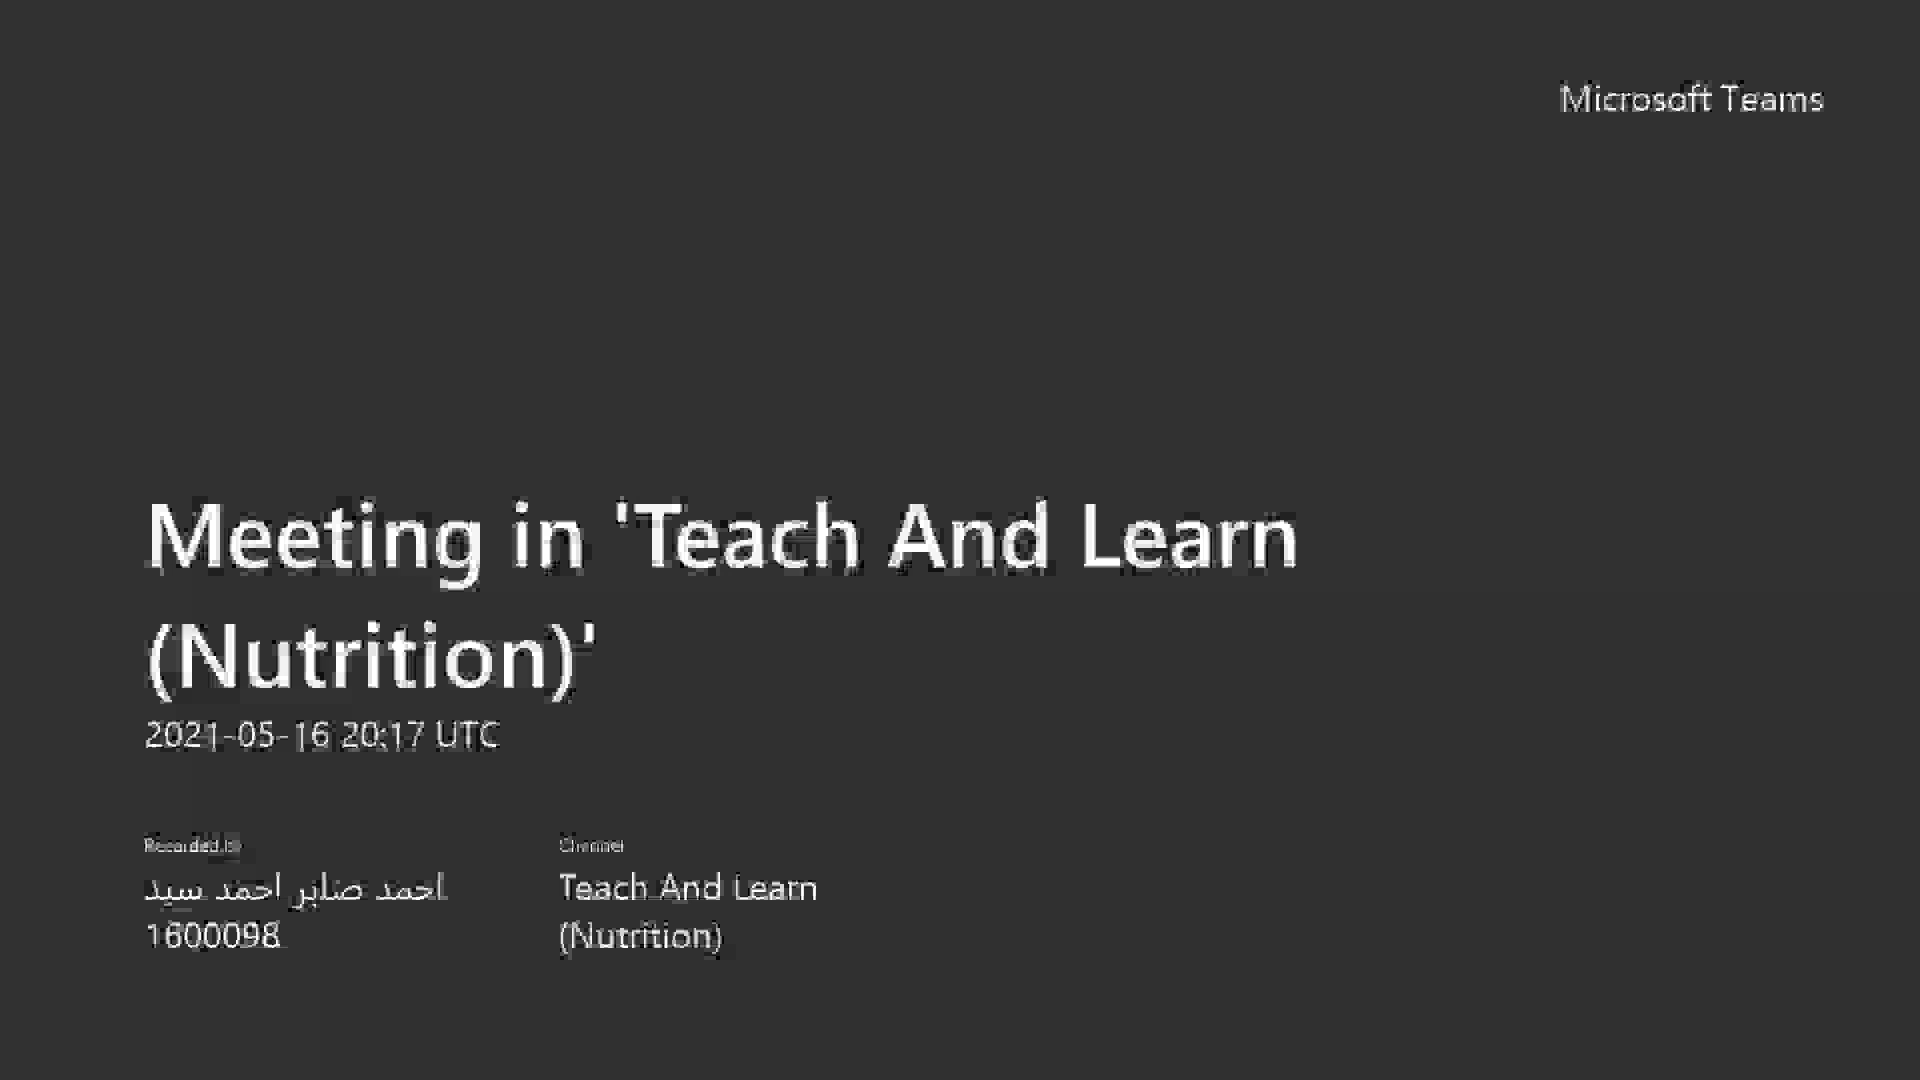 Microsoft Teams
Meeting in 'Teach And Learn
(Nutrition)'
2021-05-16 20:17 UTC
Recorded by
احمد صابر احمد سيد
1600098
Channel
Teach And Learn
(Nutrition)